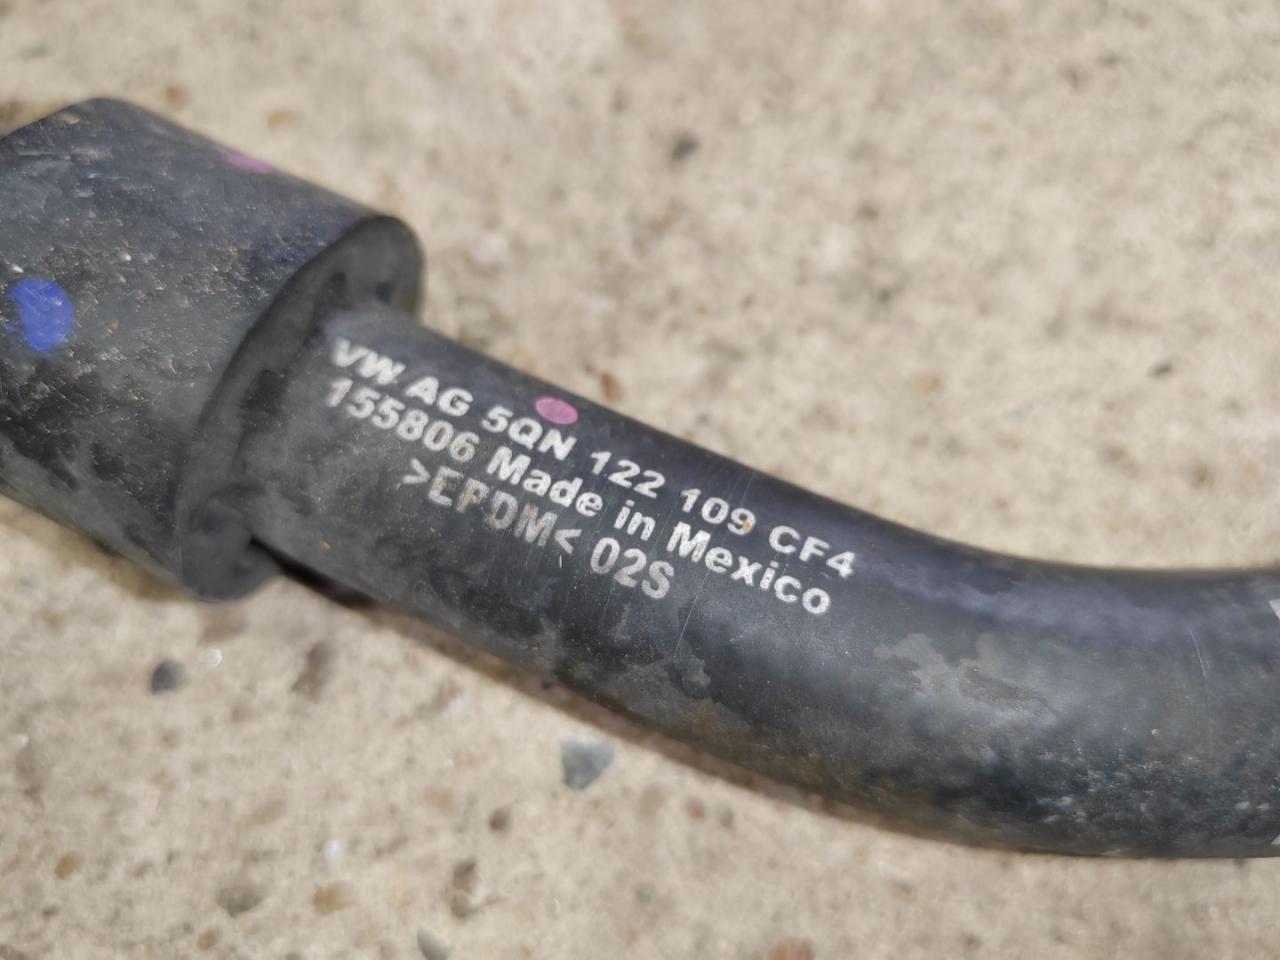 VW AG 5QN 122 109 CF4
155806 Made in Mexico
>EPDM< 02S